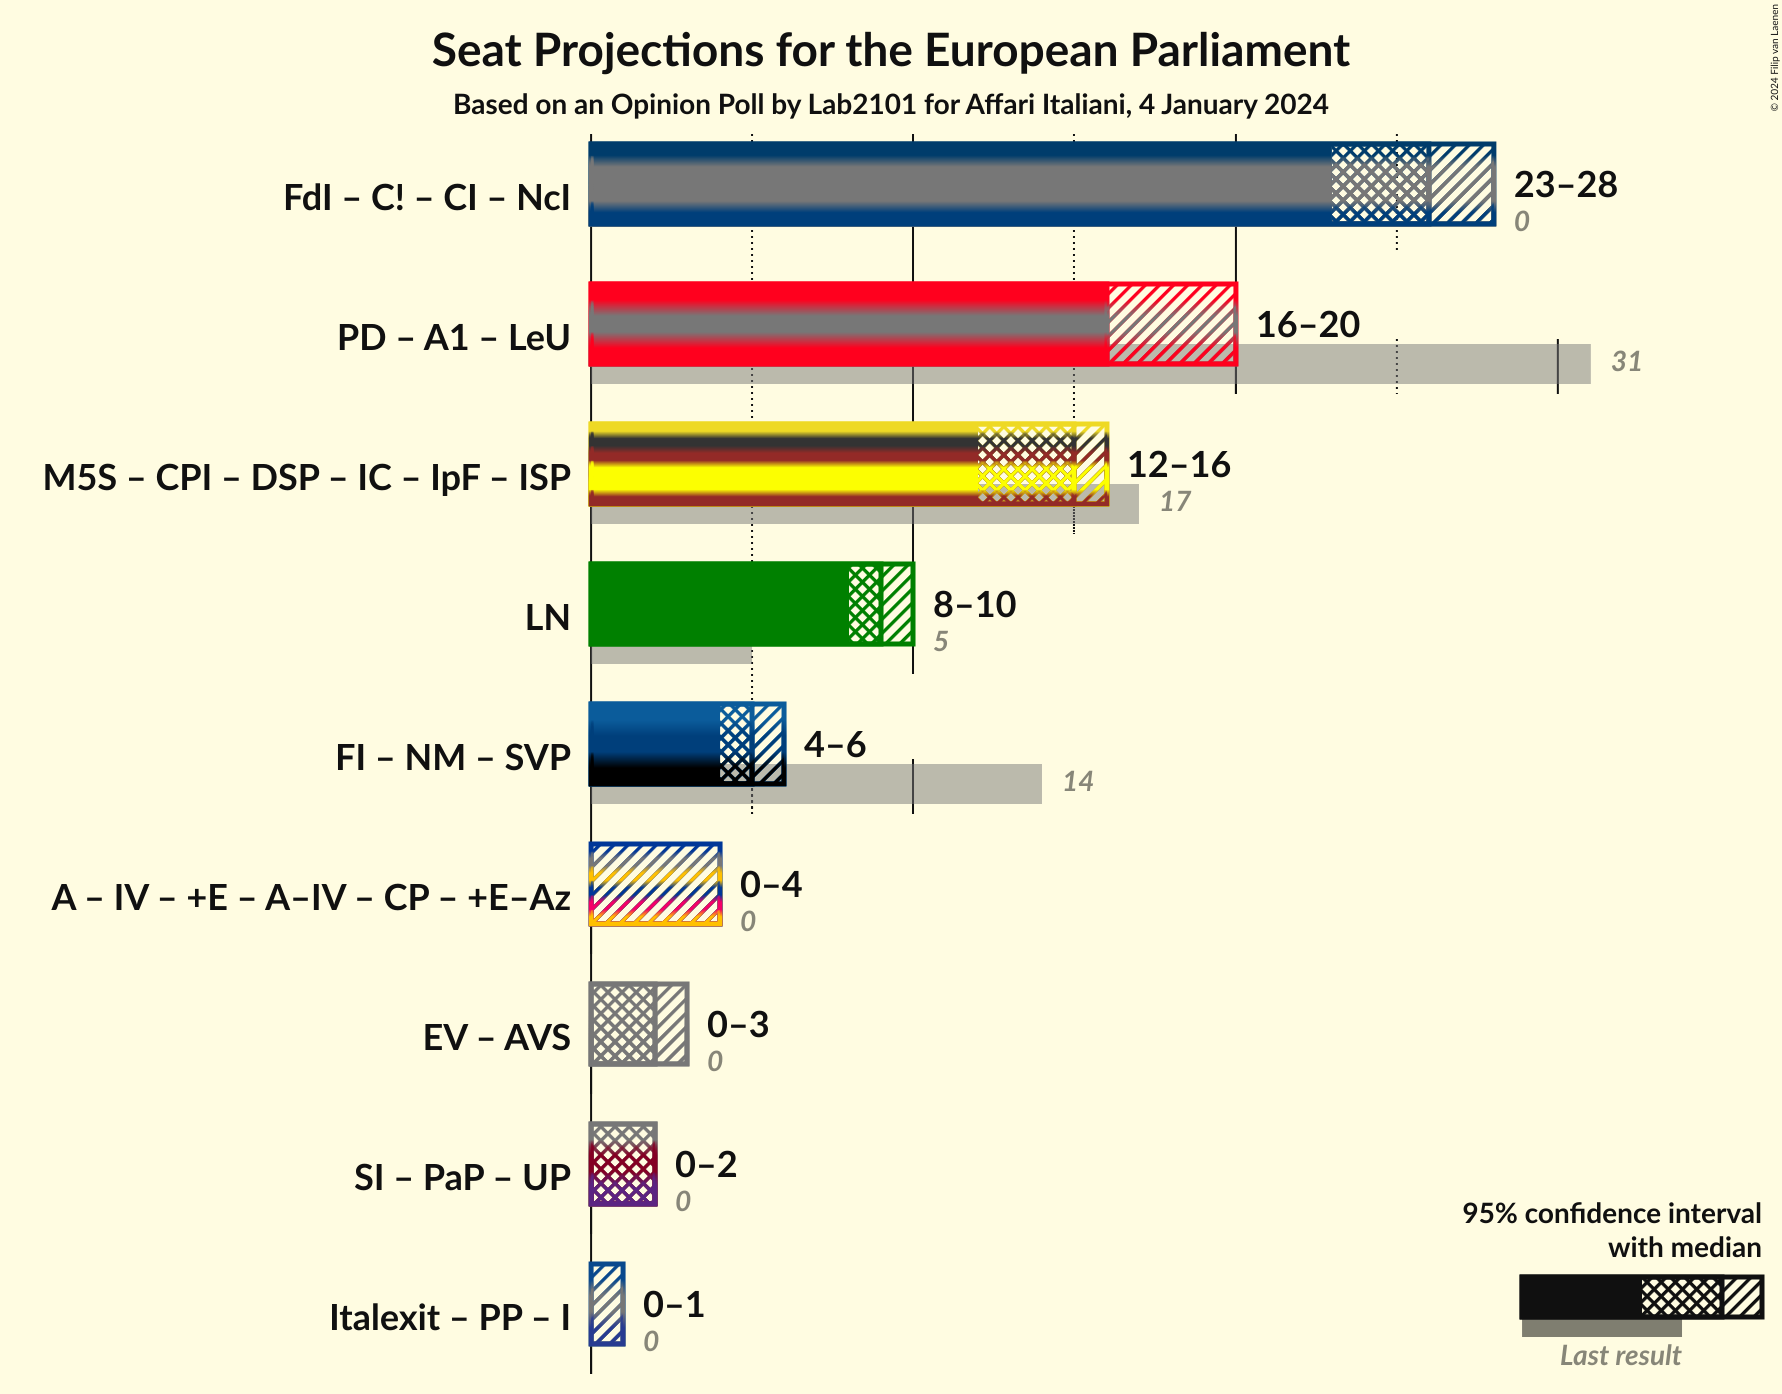 Seat Projections for the European Parliament
Based on an Opinion Poll by Lab2101 for Affari Italiani, 4 January 2024
© 2024 Filip van Laenen
FdI – C! – CI – NcI
23–28
0
PD – A1 – LeU
16–20
31
M5S – CPI – DSP – IC – IpF – ISP
12–16
17
LN
8–10
5
FI – NM – SVP
4–6
14
A – IV – +E – A–IV – CP – +E–Az
0–4
0
EV – AVS
0–3
0
SI – PaP – UP
0–2
0
Italexit – PP – I
0–1
0
95% confidence interval
with median
Last result